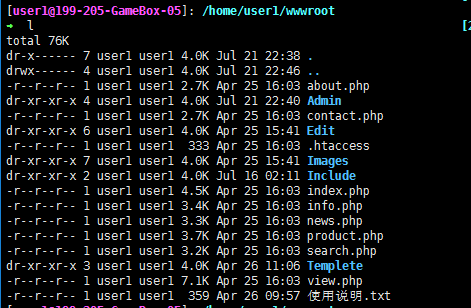 [user1@199-205-GameBox-05]: /home/user1/wwwroot
➜  l [2
total 76K
dr-x------ 7 user1 user1 4.0K Jul 21 22:38 .
drwx------ 4 user1 user1 4.0K Jul 21 22:46 ..
-r--r--r-- 1 user1 user1 2.7K Apr 25 16:03 about.php
dr-xr-xr-x 4 user1 user1 4.0K Jul 21 22:40 Admin
-r--r--r-- 1 user1 user1 2.7K Apr 25 16:03 contact.php
dr-xr-xr-x 6 user1 user1 4.0K Apr 25 15:41 Edit
-r--r--r-- 1 user1 user1  333 Apr 25 16:03 .htaccess
dr-xr-xr-x 7 user1 user1 4.0K Apr 25 15:41 Images
dr-xr-xr-x 2 user1 user1 4.0K Jul 16 02:11 Include
-r--r--r-- 1 user1 user1 4.5K Apr 25 16:03 index.php
-r--r--r-- 1 user1 user1 3.4K Apr 25 16:03 info.php
-r--r--r-- 1 user1 user1 3.3K Apr 25 16:03 news.php
-r--r--r-- 1 user1 user1 3.7K Apr 25 16:03 product.php
-r--r--r-- 1 user1 user1 3.2K Apr 25 16:03 search.php
dr-xr-xr-x 3 user1 user1 4.0K Apr 26 11:06 Templete
-r--r--r-- 1 user1 user1 7.1K Apr 25 16:03 view.php
-r--r--r-- 1 user1 user1  359 Apr 26 09:57 使用说明.txt